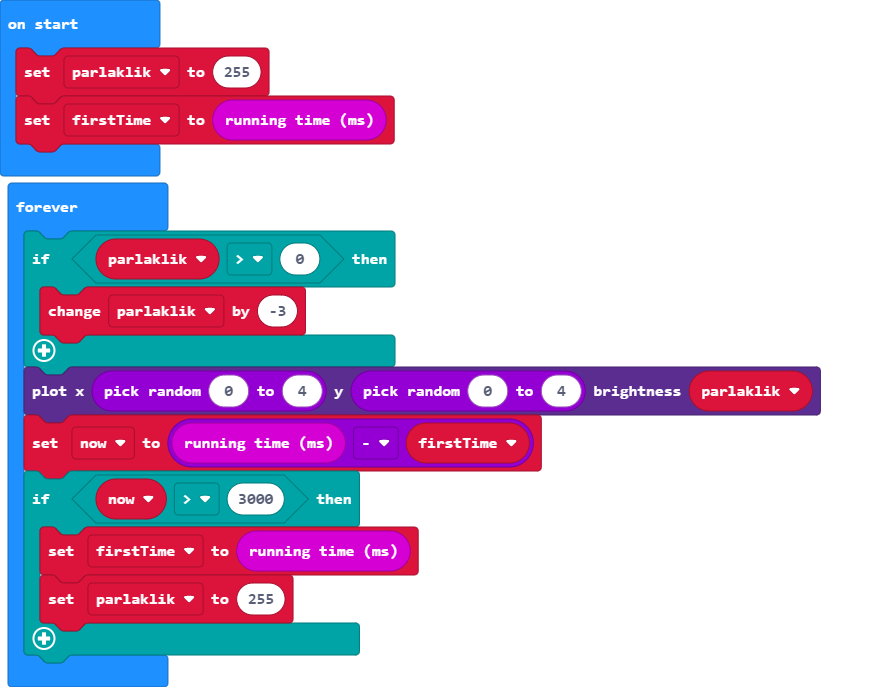 on start
set parlaklik to 255
set firstTime to running time (ms)
forever
if parlaklik > 0 then
change parlaklik by -3
plot x pick random 0 to 4 y pick random 0 to 4 brightness parlaklik
set now to running time (ms) - firstTime
if now > 3000 then
set firstTime to running time (ms)
set parlaklik to 255